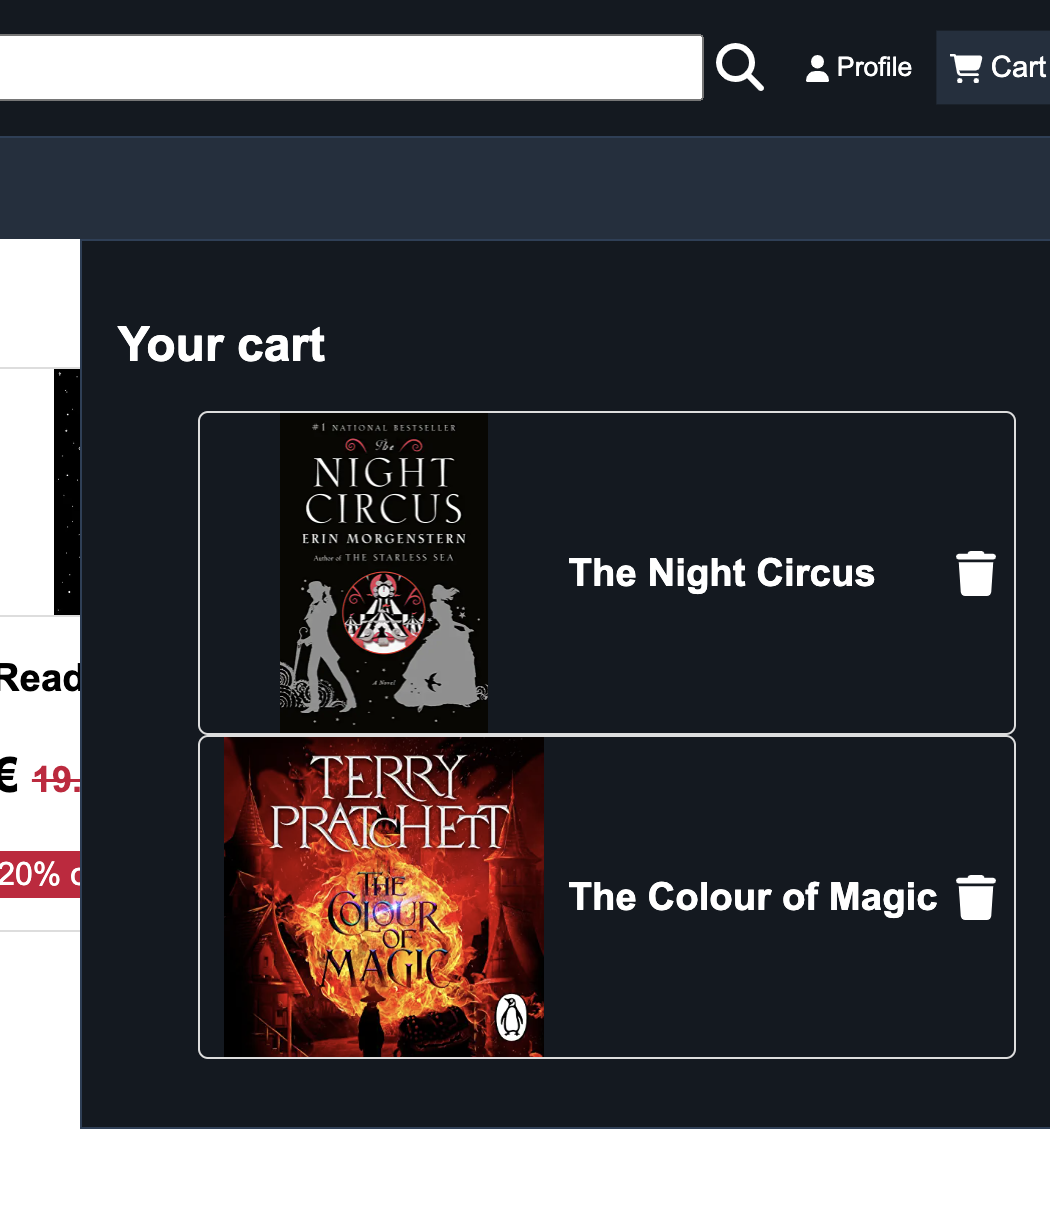 Profile
Cart
Your cart
#1 NATIONAL BESTSELLER
The
NIGHT
CIRCUS
ERIN MORGENSTERN
Author of THE STARLESS SEA
A Novel
The Night Circus
Read
€ 19.
20% o
TERRY
PRATCHETT
THE
COLOUR
OF
MAGIC
The Colour of Magic